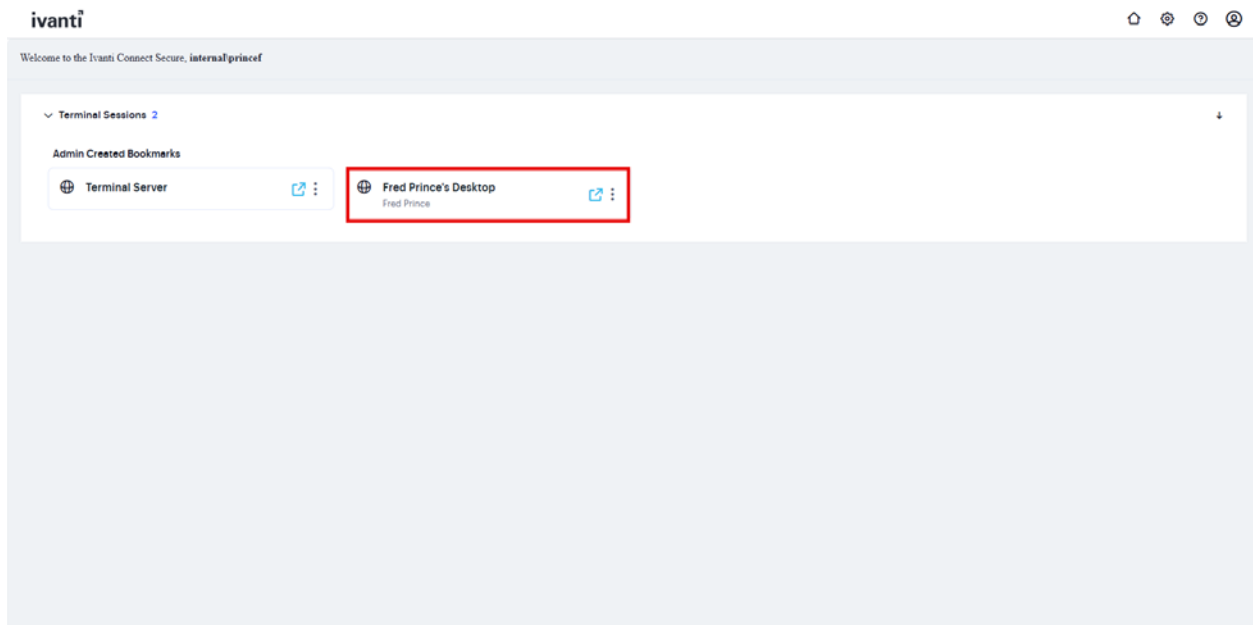 ivanti
Welcome to the Ivanti Connect Secure, internal\princef
Terminal Sessions 2
Admin Created Bookmarks
Terminal Server
Fred Prince's Desktop
Fred Prince